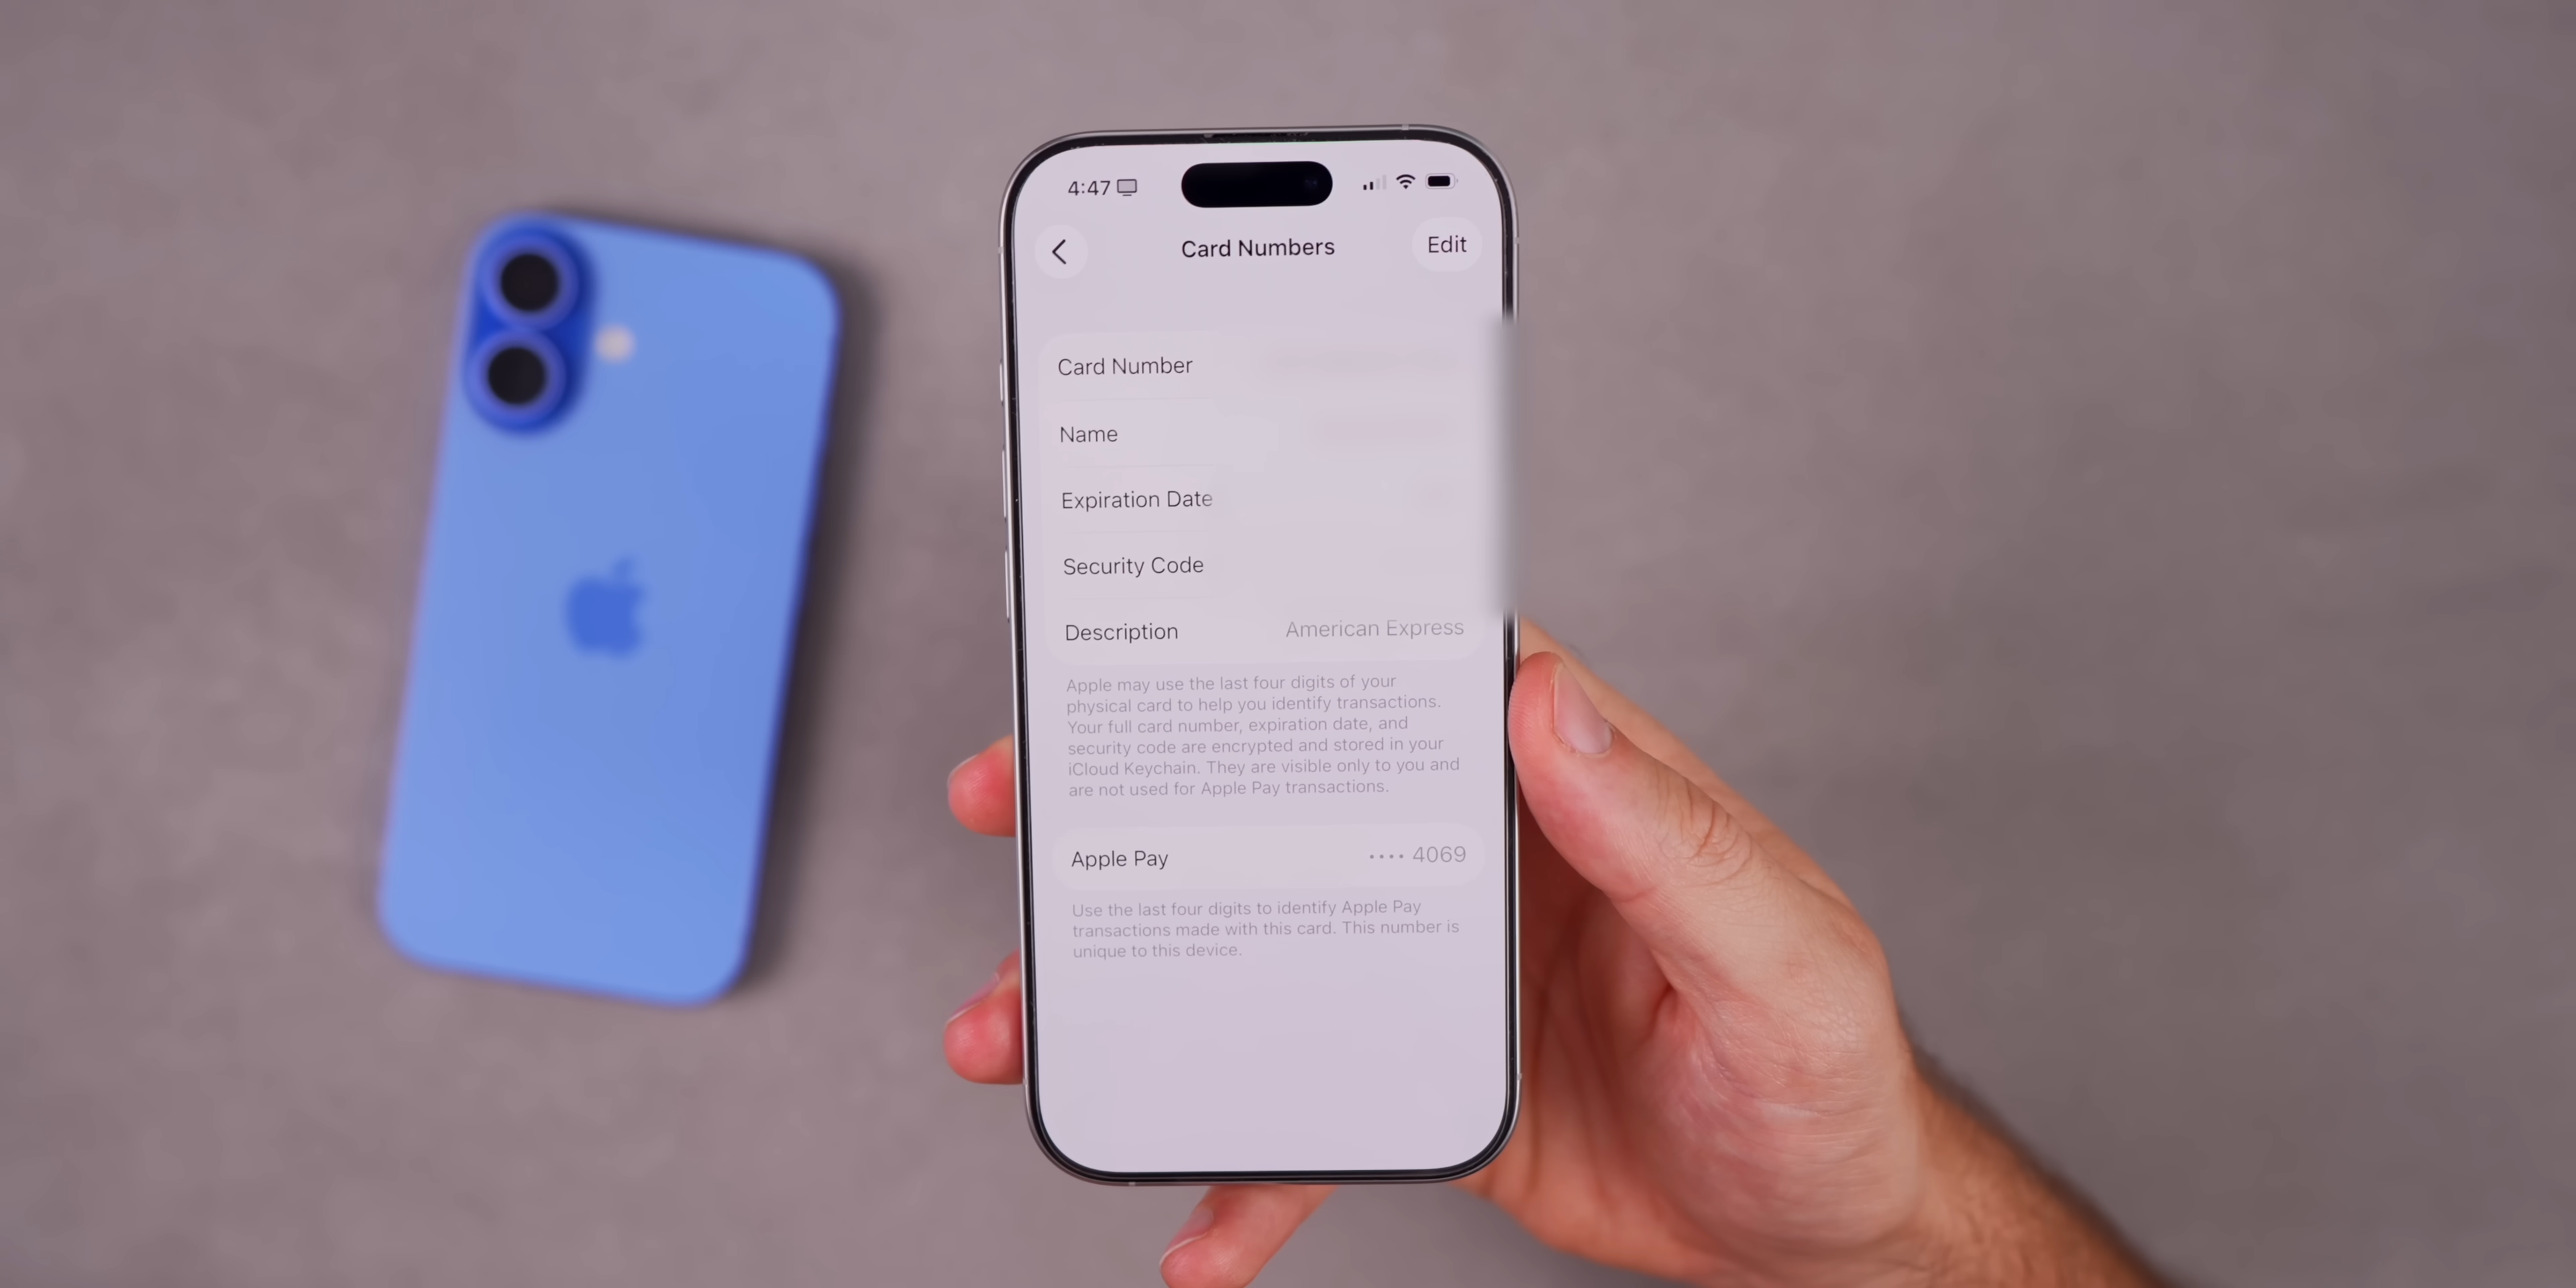 4:47
Card Numbers
Edit
Card Number
Name
Expiration Date
Security Code
Description American Express
Apple may use the last four digits of your
physical card to help you identify transactions.
Your full card number, expiration date, and
security code are encrypted and stored in your
iCloud Keychain. They are visible only to you and
are not used for Apple Pay transactions.
Apple Pay •••• 4069
Use the last four digits to identify Apple Pay
transactions made with this card. This number is
unique to this device.